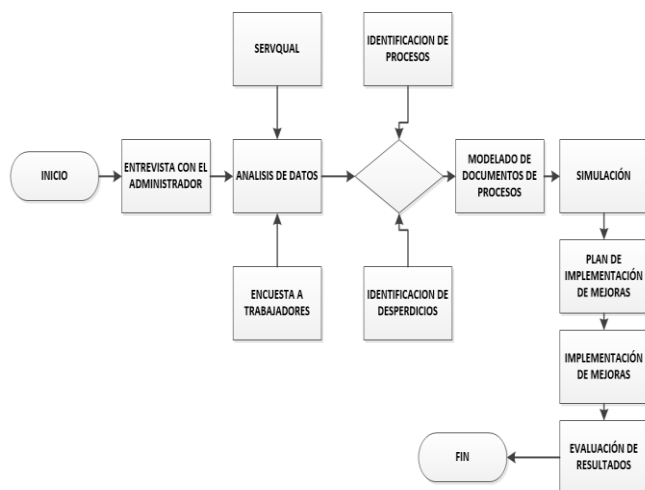 SERVQUAL
IDENTIFICACION DE
PROCESOS
INICIO
ENTREVISTA CON EL
ADMINISTRADOR
ANALISIS DE DATOS
MODELADO DE
DOCUMENTOS DE
PROCESOS
SIMULACIÓN
ENCUESTA A
TRABAJADORES
IDENTIFICACION DE
DESPERDICIOS
PLAN DE
IMPLEMENTACIÓN
DE MEJORAS
IMPLEMENTACIÓN
DE MEJORAS
EVALUACIÓN DE
RESULTADOS
FIN